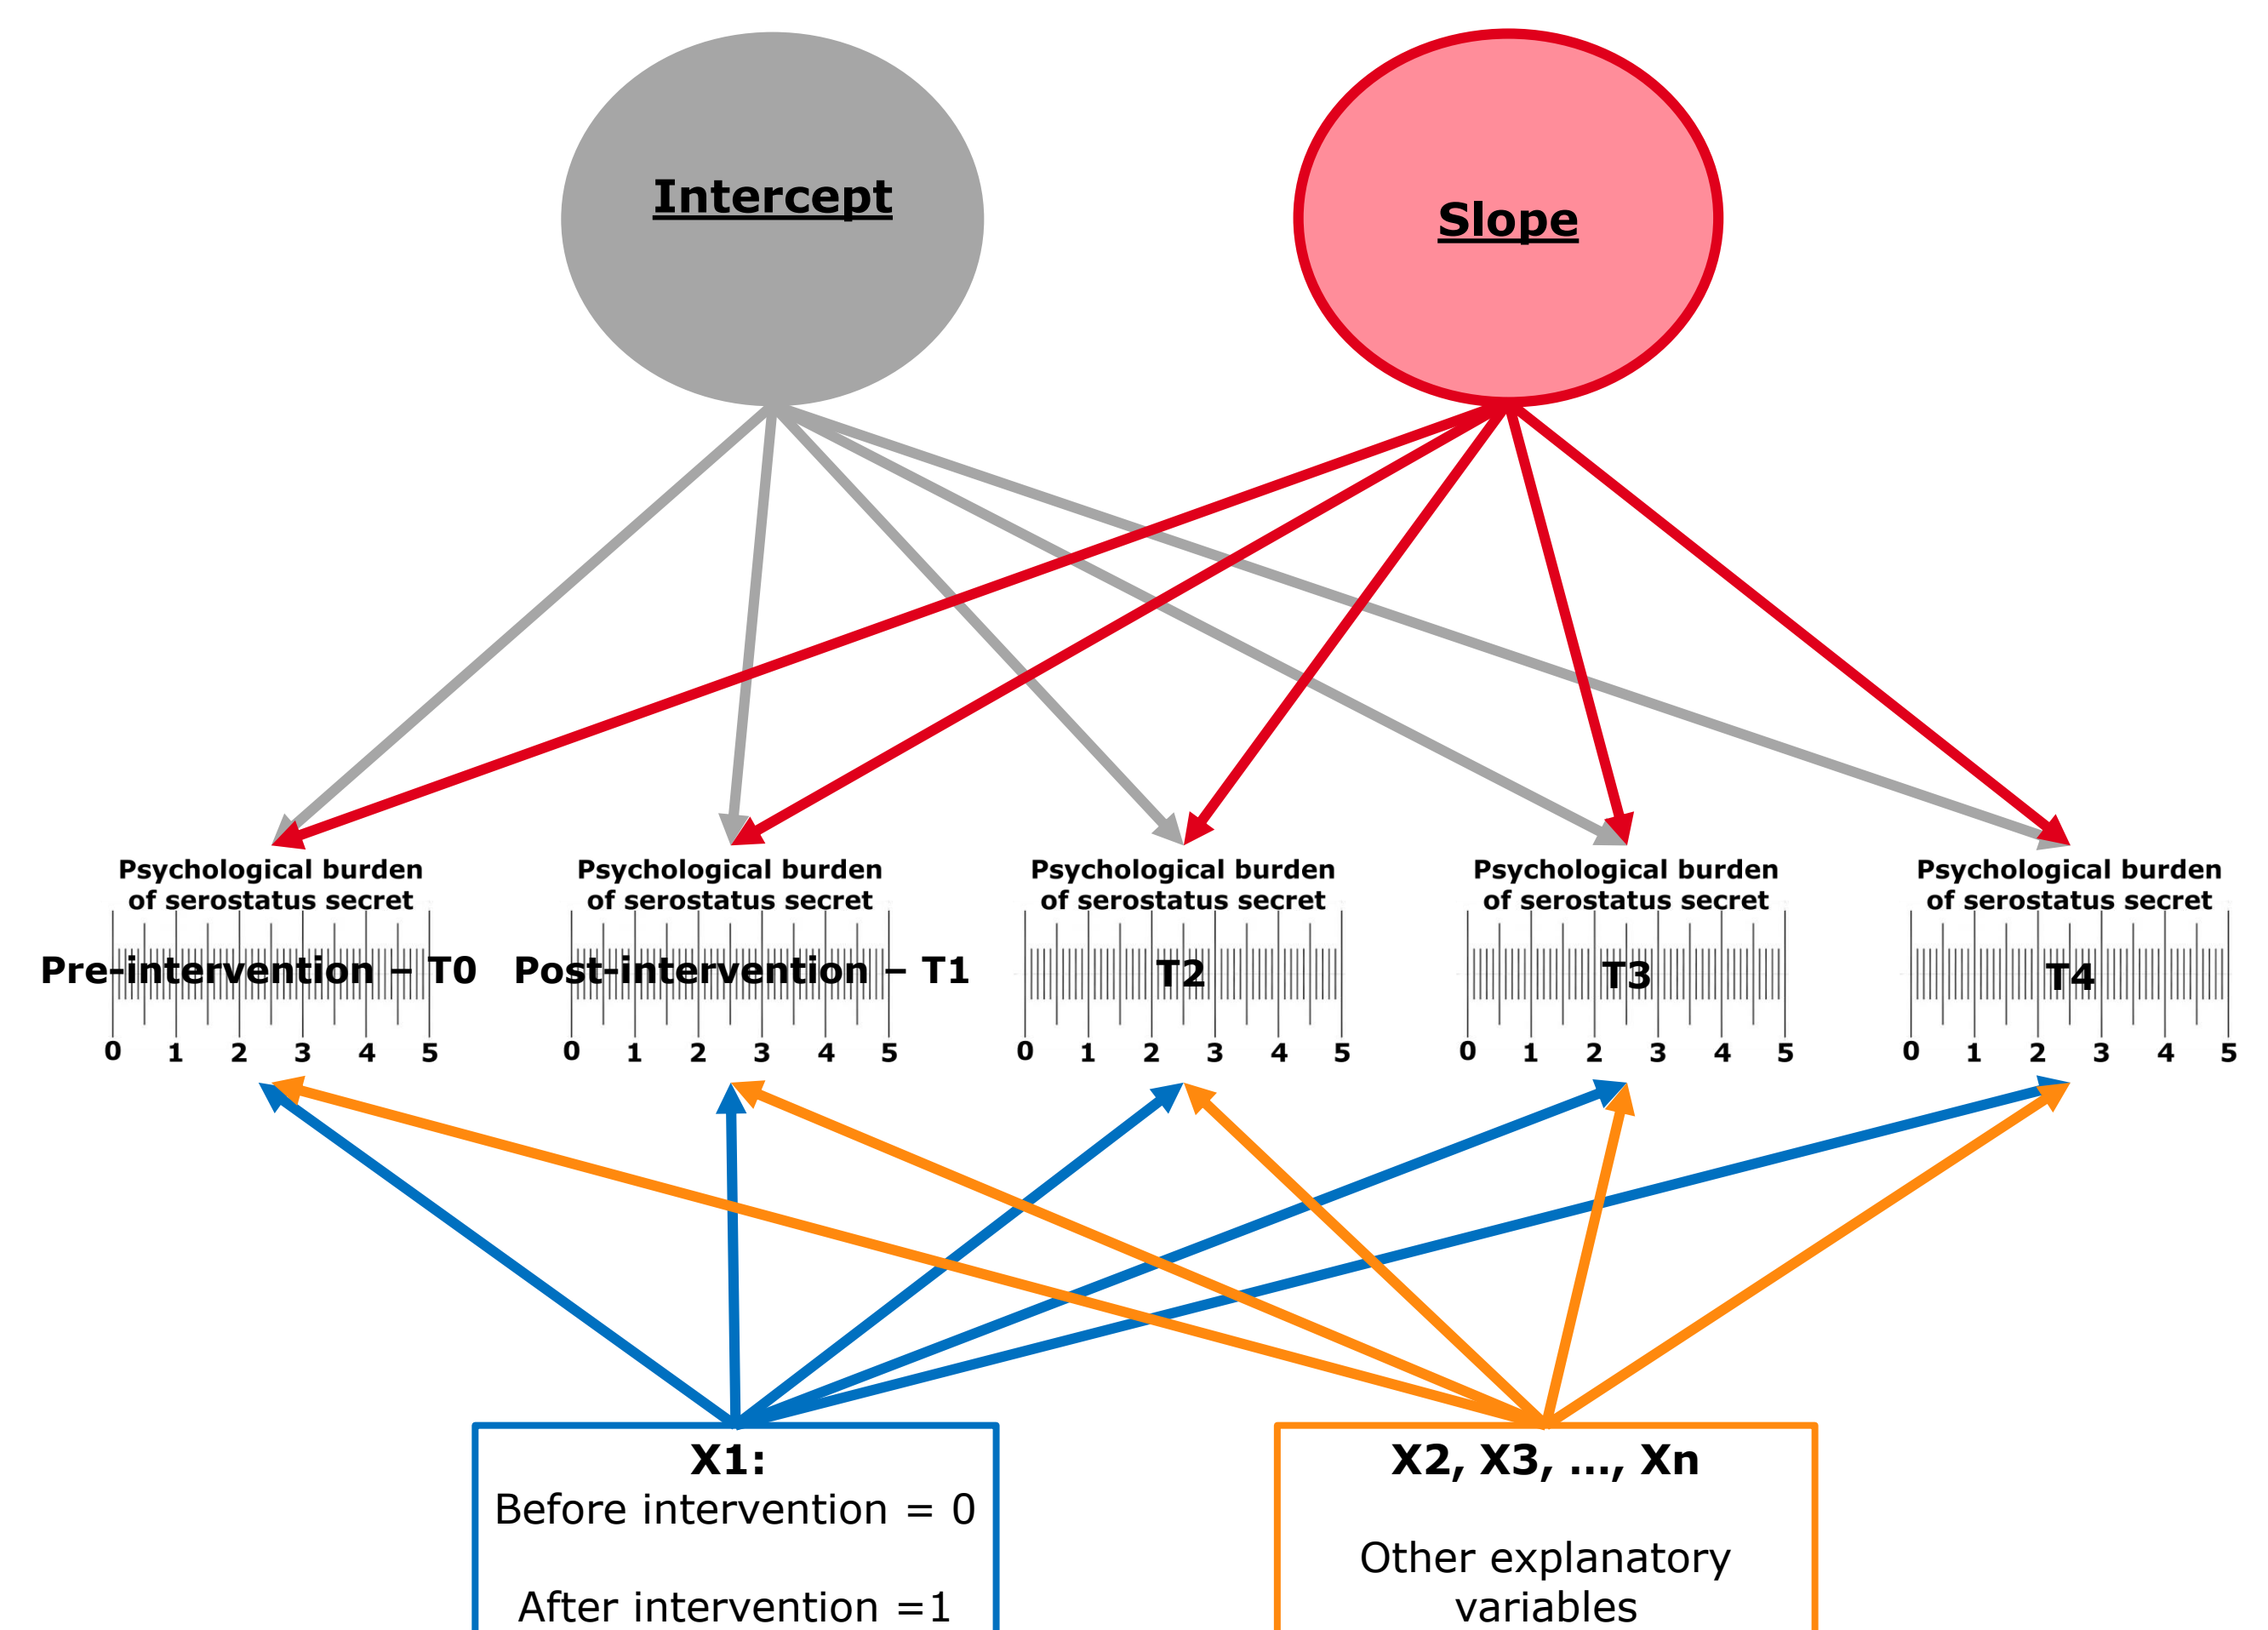 Intercept
Slope
Psychological burden
of serostatus secret
Pre-intervention – T0
0 1 2 3 4 5
Psychological burden
of serostatus secret
Post-intervention – T1
0 1 2 3 4 5
Psychological burden
of serostatus secret
T2
0 1 2 3 4 5
Psychological burden
of serostatus secret
T3
0 1 2 3 4 5
Psychological burden
of serostatus secret
T4
0 1 2 3 4 5
X1:
Before intervention = 0
After intervention =1
X2, X3, ..., Xn
Other explanatory
variables